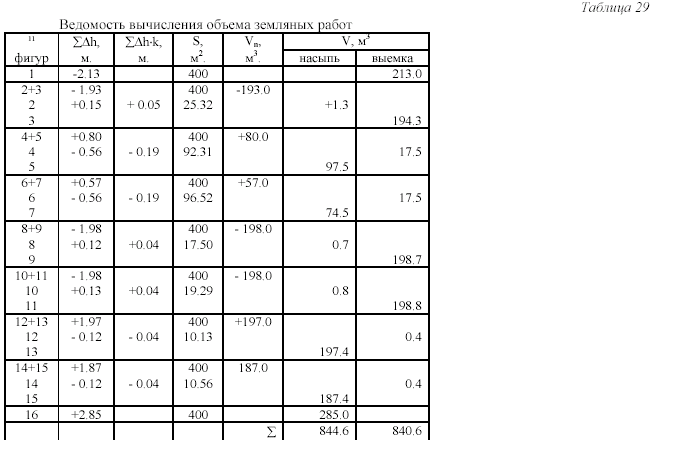 Таблица 29
Ведомость вычисления объема земляных работ
11 фигур ∑Δh, м. ∑Δh·k, м. S, м². Vп, м³. V, м³
насыпь выемка
1 -2.13 400 213.0
2+3 - 1.93 400 -193.0
2 +0.15 + 0.05 25.32 +1.3
3 194.3
4+5 +0.80 400 +80.0
4 - 0.56 - 0.19 92.31 17.5
5 97.5
6+7 +0.57 400 +57.0
6 - 0.56 - 0.19 96.52 17.5
7 74.5
8+9 - 1.98 400 - 198.0
8 +0.12 +0.04 17.50 0.7
9 198.7
10+11 - 1.98 400 - 198.0
10 +0.13 +0.04 19.29 0.8
11 198.8
12+13 +1.97 400 +197.0
12 - 0.12 - 0.04 10.13 0.4
13 197.4
14+15 +1.87 400 187.0
14 - 0.12 - 0.04 10.56 0.4
15 187.4
16 +2.85 400 285.0
∑ 844.6 840.6